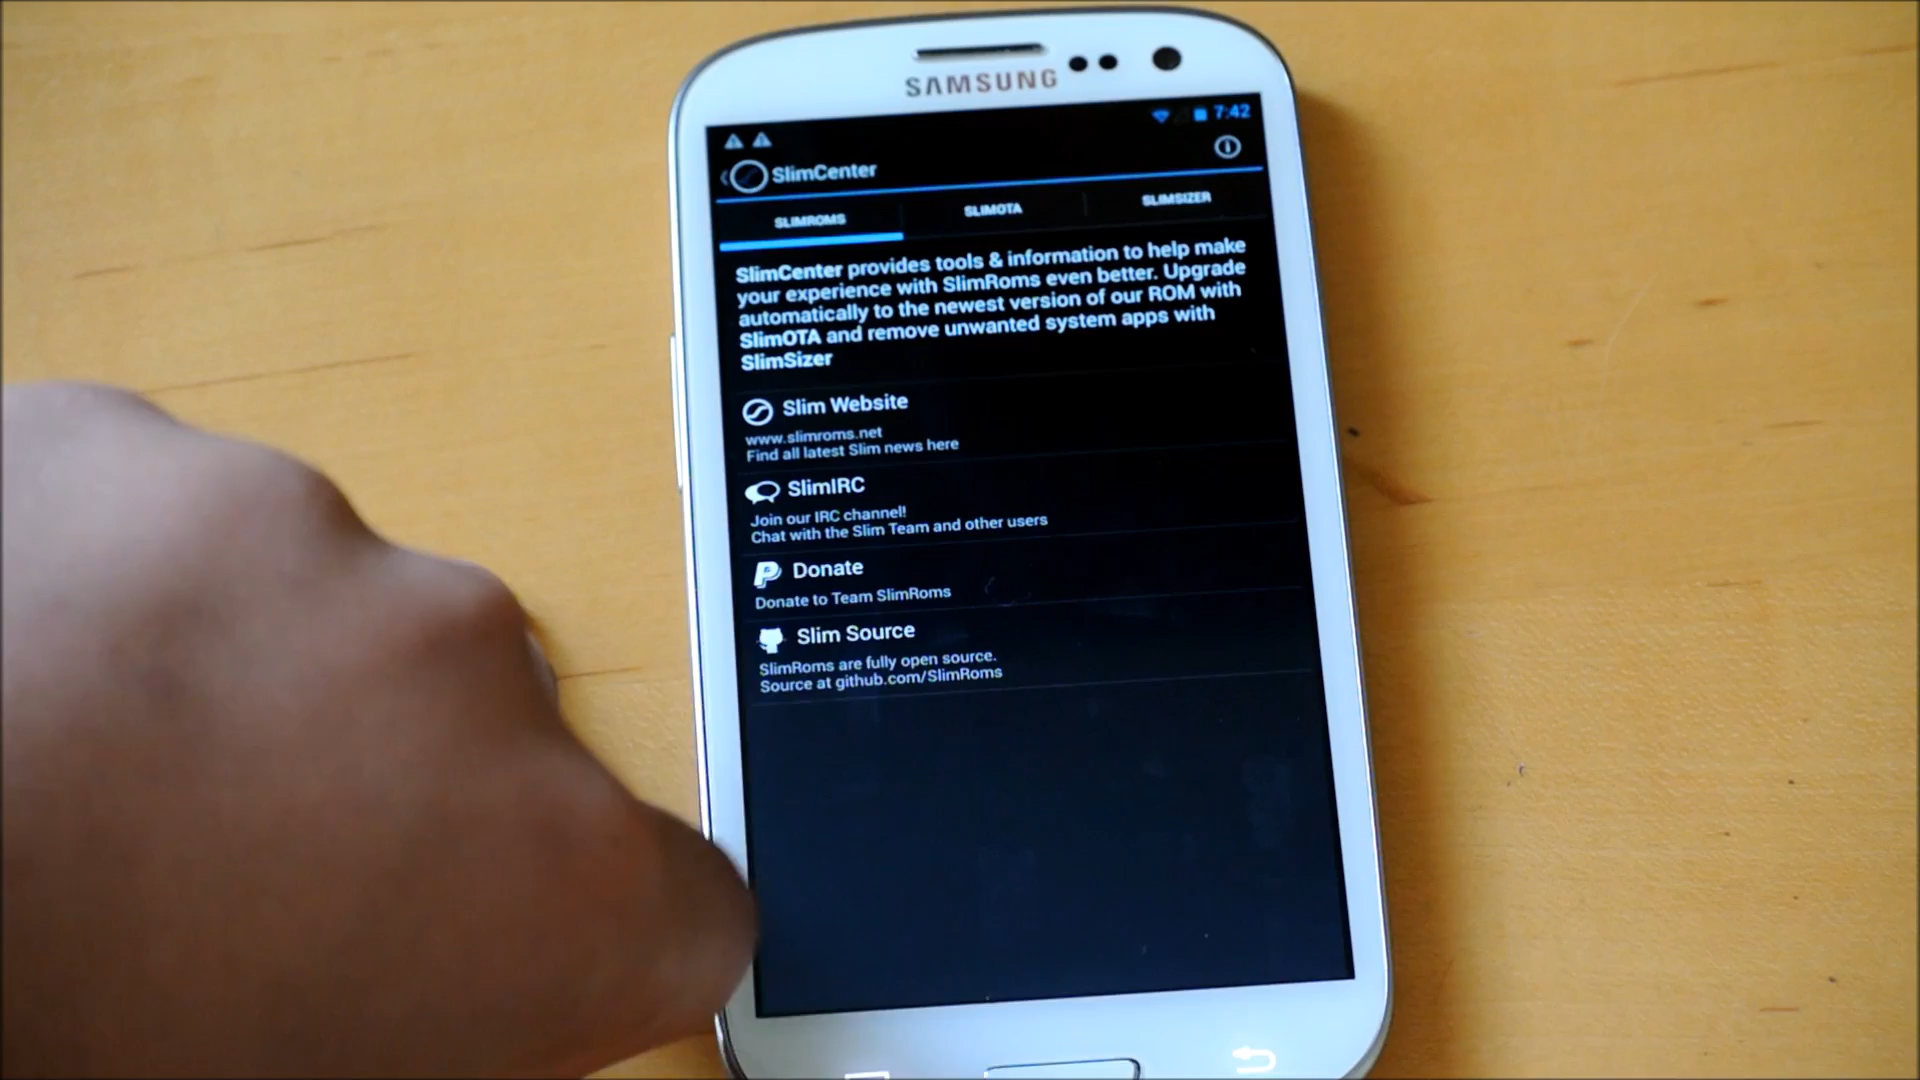 SAMSUNG
7:42
SlimCenter
SLIMROMS
SLIMOTA
SLIMSIZER
SlimCenter provides tools & information to help make
your experience with SlimRoms even better. Upgrade
automatically to the newest version of our ROM with
SlimOTA and remove unwanted system apps with
SlimSizer
Slim Website
www.slimroms.net
Find all latest Slim news here
SlimIRC
Join our IRC channel!
Chat with the Slim Team and other users
Donate
Donate to Team SlimRoms
Slim Source
SlimRoms are fully open source.
Source at github.com/SlimRoms